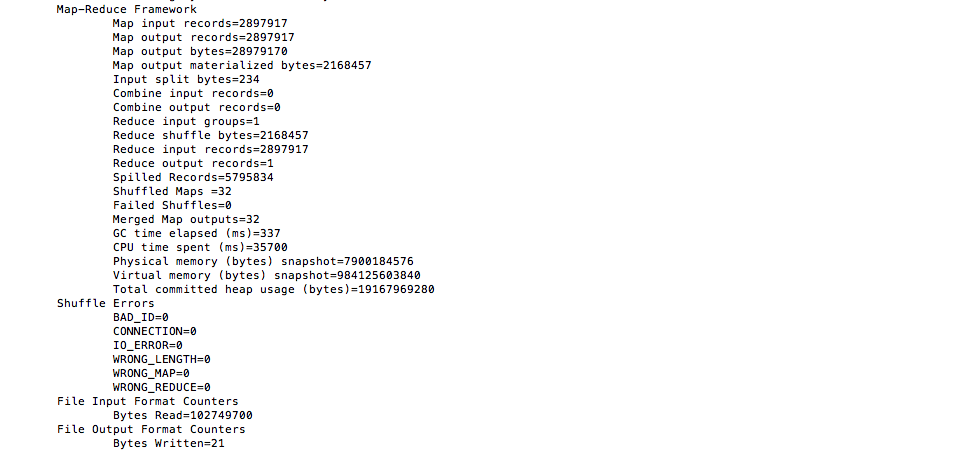 Map-Reduce Framework
Map input records=2897917
Map output records=2897917
Map output bytes=28979170
Map output materialized bytes=2168457
Input split bytes=234
Combine input records=0
Combine output records=0
Reduce input groups=1
Reduce shuffle bytes=2168457
Reduce input records=2897917
Reduce output records=1
Spilled Records=5795834
Shuffled Maps =32
Failed Shuffles=0
Merged Map outputs=32
GC time elapsed (ms)=337
CPU time spent (ms)=35700
Physical memory (bytes) snapshot=7900184576
Virtual memory (bytes) snapshot=984125603840
Total committed heap usage (bytes)=19167969280
Shuffle Errors
BAD_ID=0
CONNECTION=0
IO_ERROR=0
WRONG_LENGTH=0
WRONG_MAP=0
WRONG_REDUCE=0
File Input Format Counters
Bytes Read=102749700
File Output Format Counters
Bytes Written=21